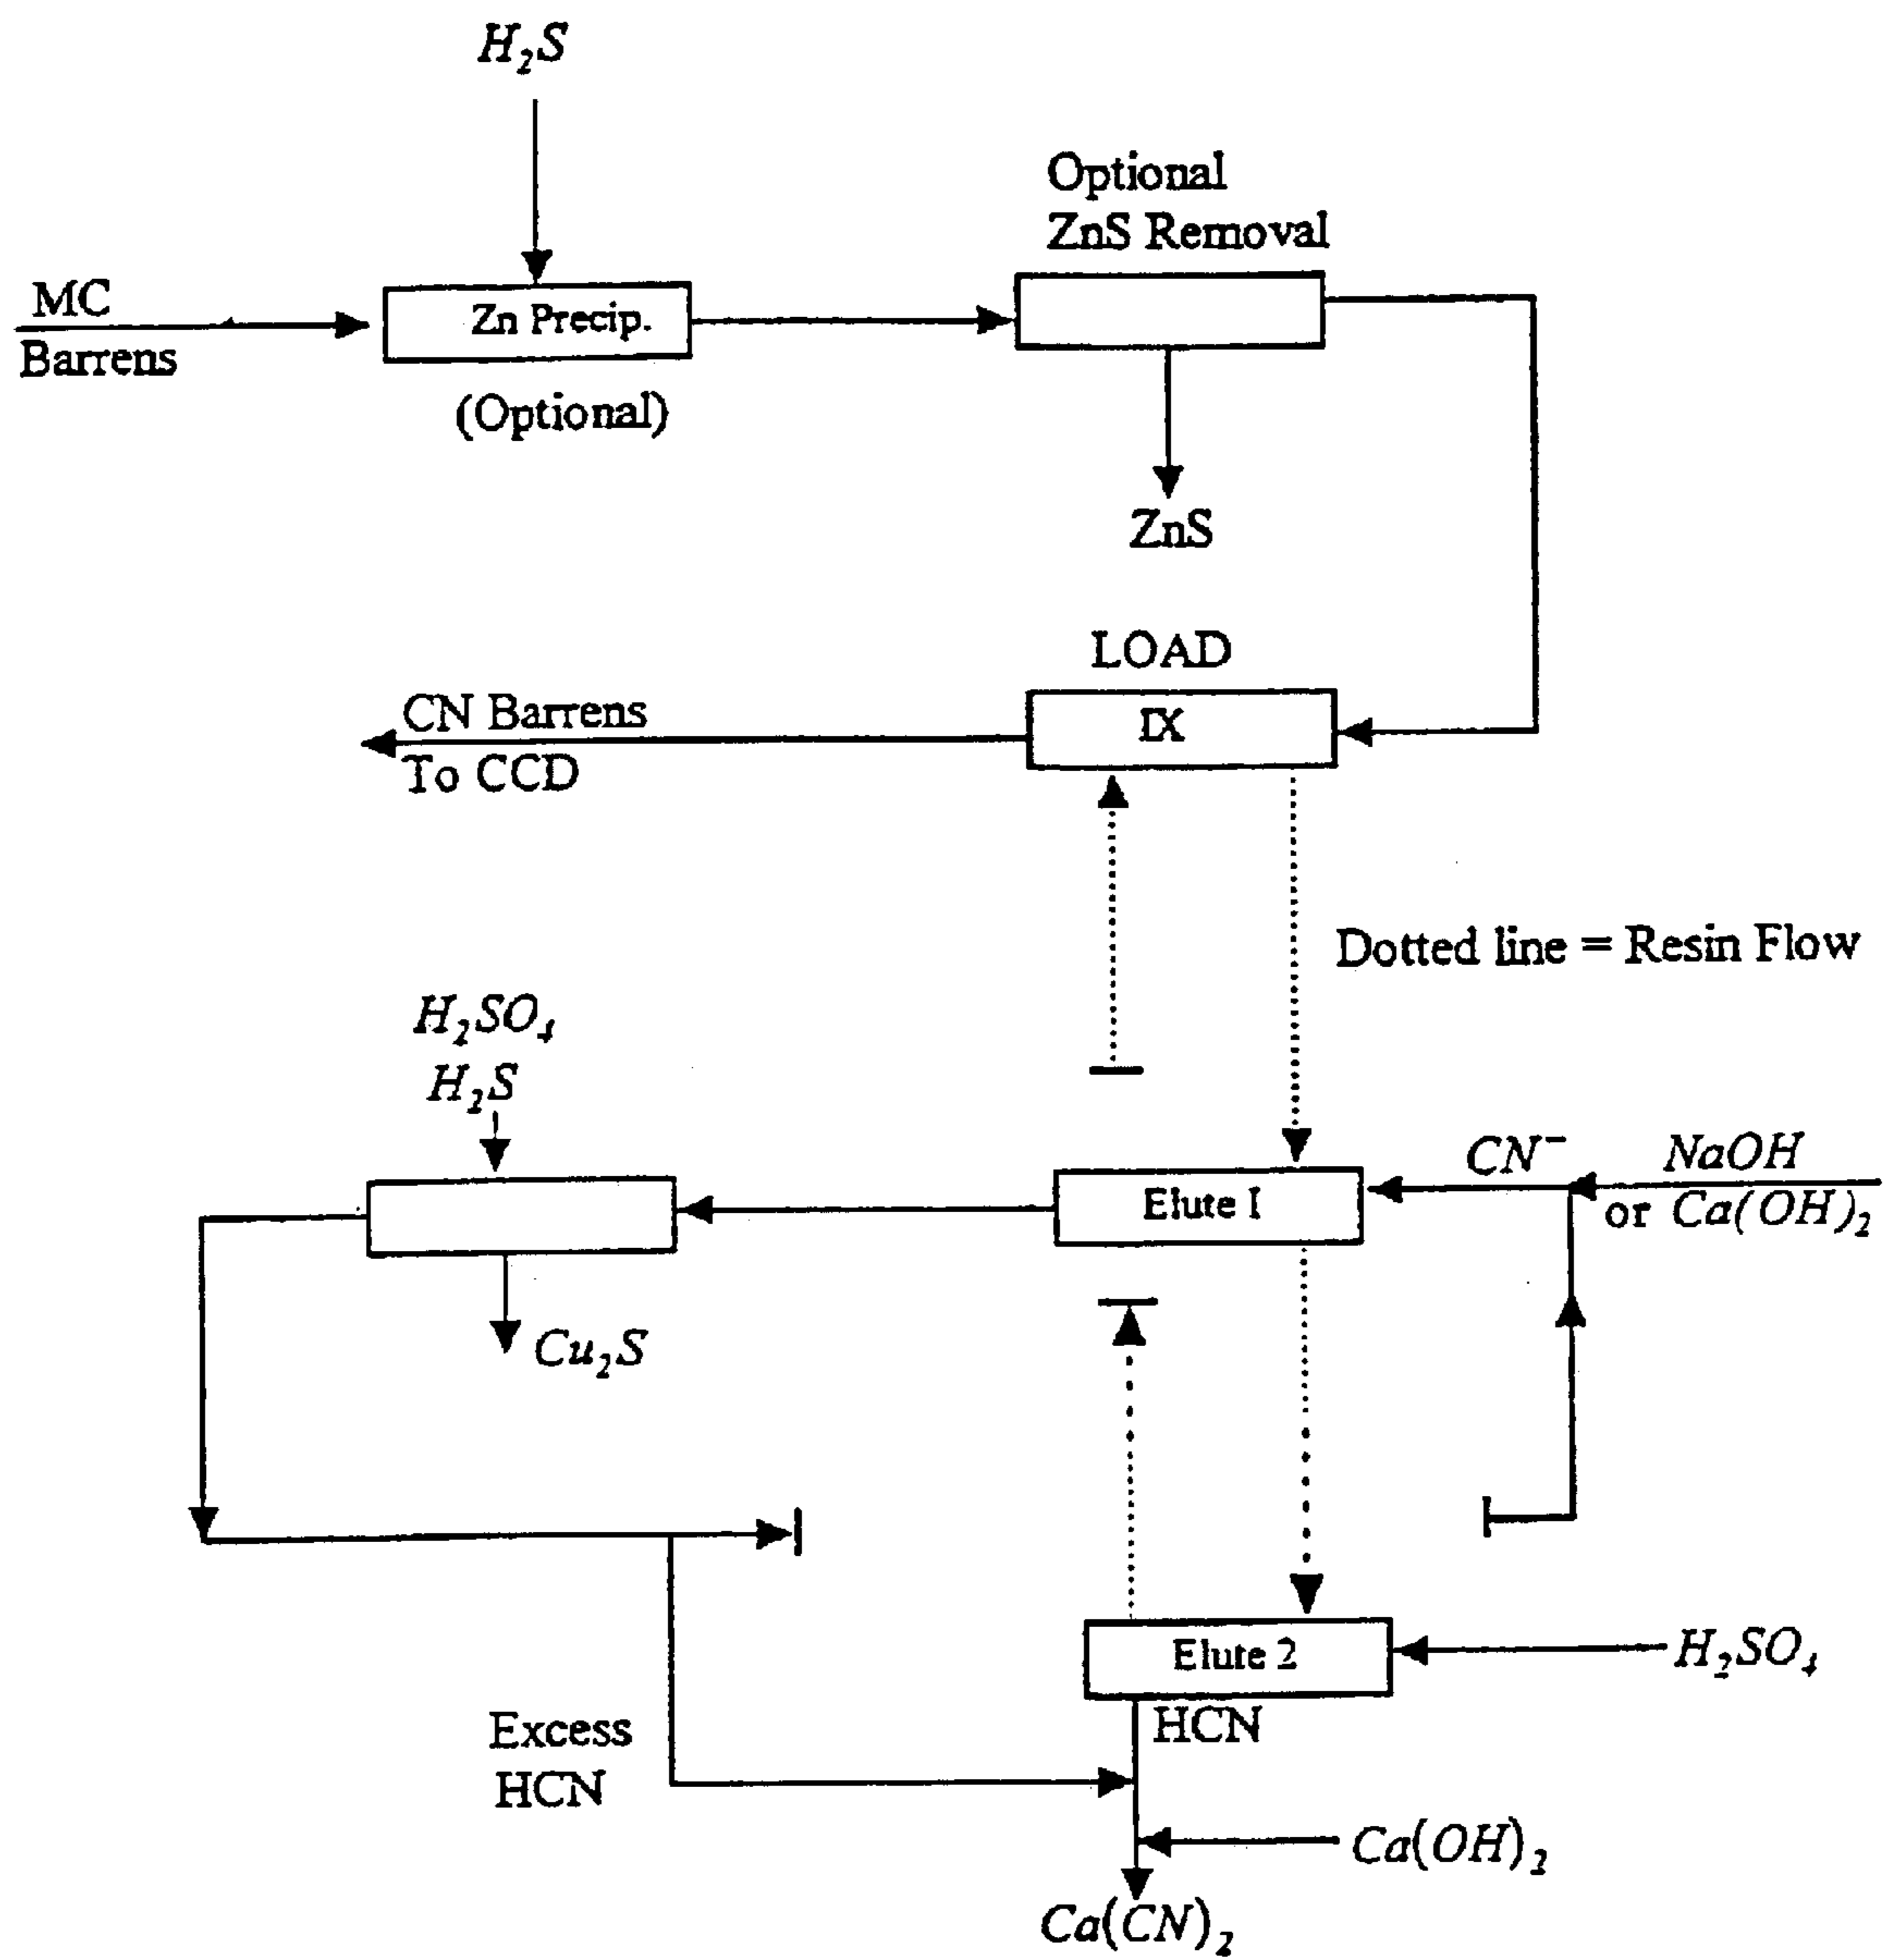 H₂S
Optional
ZnS Removal
MC
Barrens
Zn Precip.
(Optional)
ZnS
LOAD
IX
CN Barrens
To CCD
Dotted line = Resin Flow
H₂SO₄
H₂S
CN⁻
NaOH
or Ca(OH)₂
Elute 1
Cu₂S
Elute 2
H₂SO₄
HCN
Excess
HCN
Ca(OH)₂
Ca(CN)₂